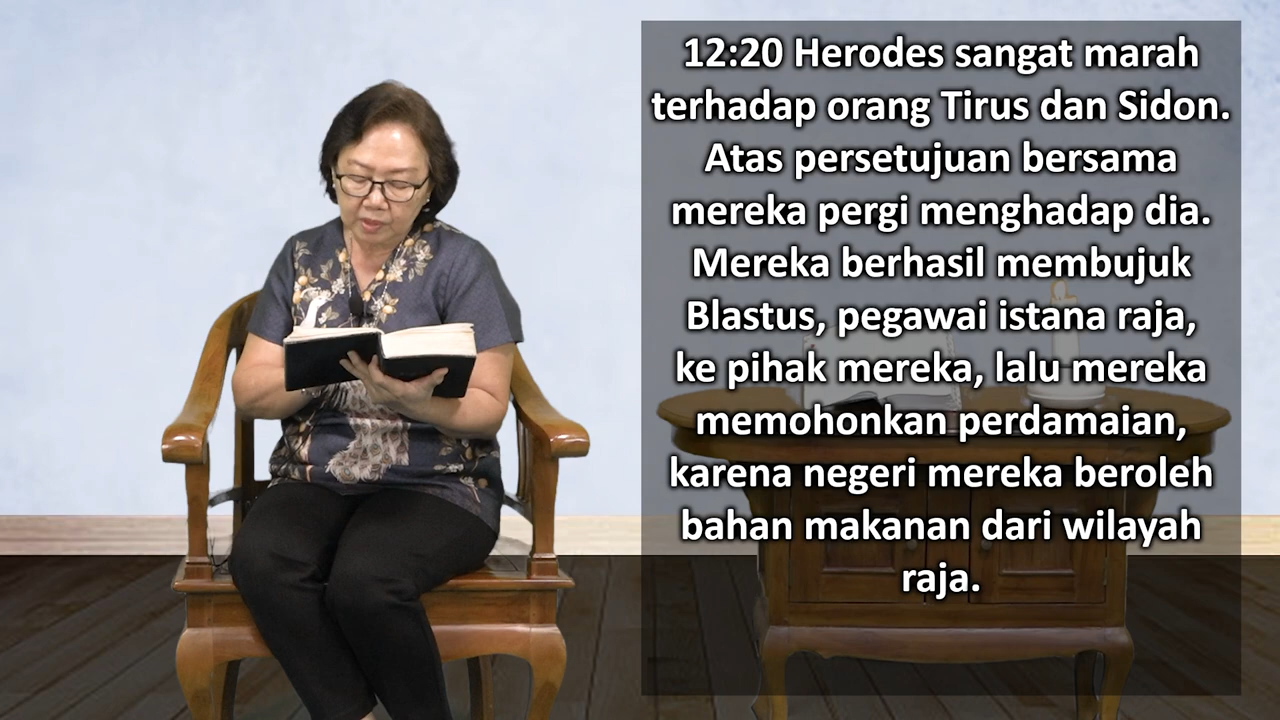 12:20 Herodes sangat marah
terhadap orang Tirus dan Sidon.
Atas persetujuan bersama
mereka pergi menghadap dia.
Mereka berhasil membujuk
Blastus, pegawai istana raja,
ke pihak mereka, lalu mereka
memohonkan perdamaian,
karena negeri mereka beroleh
bahan makanan dari wilayah
raja.